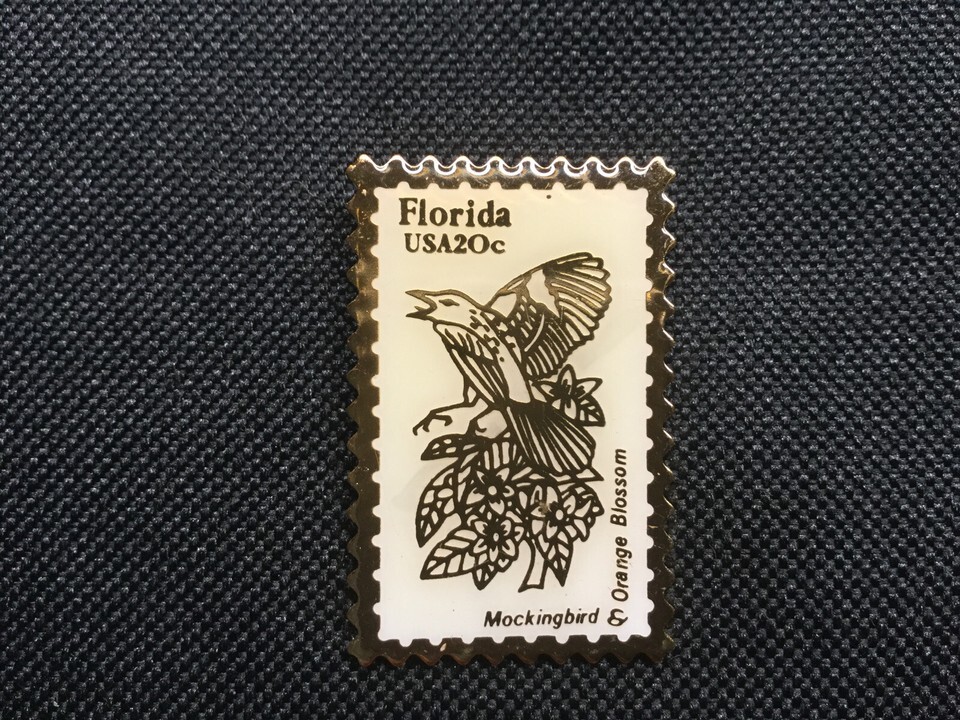 Florida
USA20c
Mockingbird &
Orange Blossom